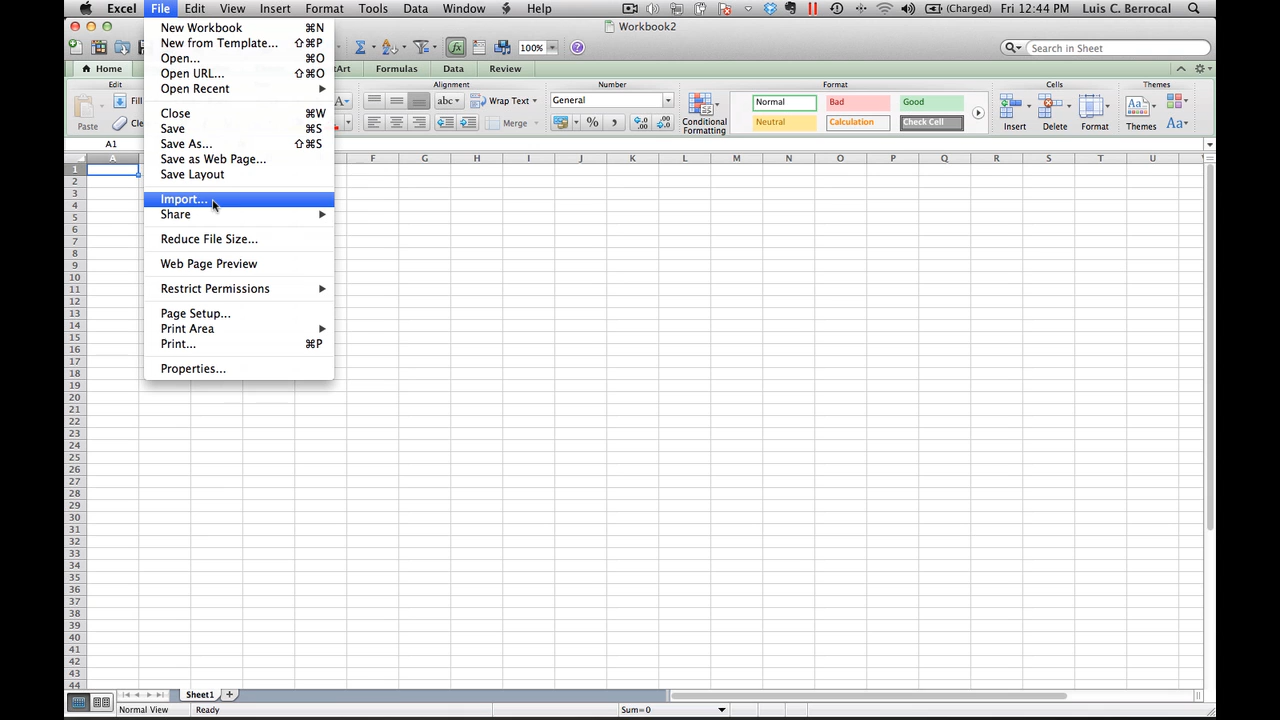 Excel File Edit View Insert Format Tools Data Window Help (Charged) Fri 12:44 PM Luis C. Berrocal
Workbook2
New Workbook ⌘N
New from Template... ⇧⌘P
Open... ⌘O
Open URL... ⇧⌘O
Open Recent
Close ⌘W
Save ⌘S
Save As... ⇧⌘S
Save as Web Page...
Save Layout
Import...
Share
Reduce File Size...
Web Page Preview
Restrict Permissions
Page Setup...
Print Area
Print... ⌘P
Properties...
100% Search in Sheet
Home Formulas Data Review
Edit Alignment Number Format Cells Themes
Paste Fill abc Wrap Text General Conditional Formatting Normal Bad Good Insert Delete Format Themes Aa
Merge % Neutral Calculation Check Cell
A1 fx
A F G H I J K L M N O P Q R S T U
1
2
3
4
5
6
7
8
9
10
11
12
13
14
15
16
17
18
19
20
21
22
23
24
25
26
27
28
29
30
31
32
33
34
35
36
37
38
39
40
41
42
43
44
Sheet1
Normal View Ready Sum=0